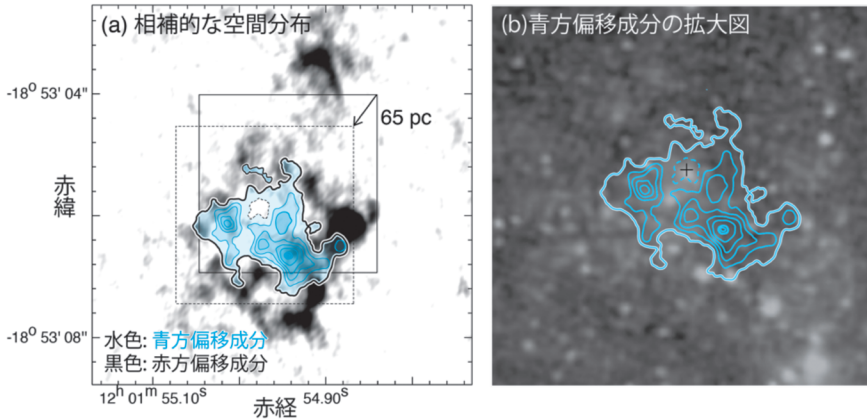 (a) 相補的な空間分布
(b)青方偏移成分の拡大図
-18° 53' 04"
65 pc
赤緯
-18° 53' 08"
水色: 青方偏移成分
黒色: 赤方偏移成分
12ʰ 01ᵐ 55.10ˢ
54.90ˢ
赤経